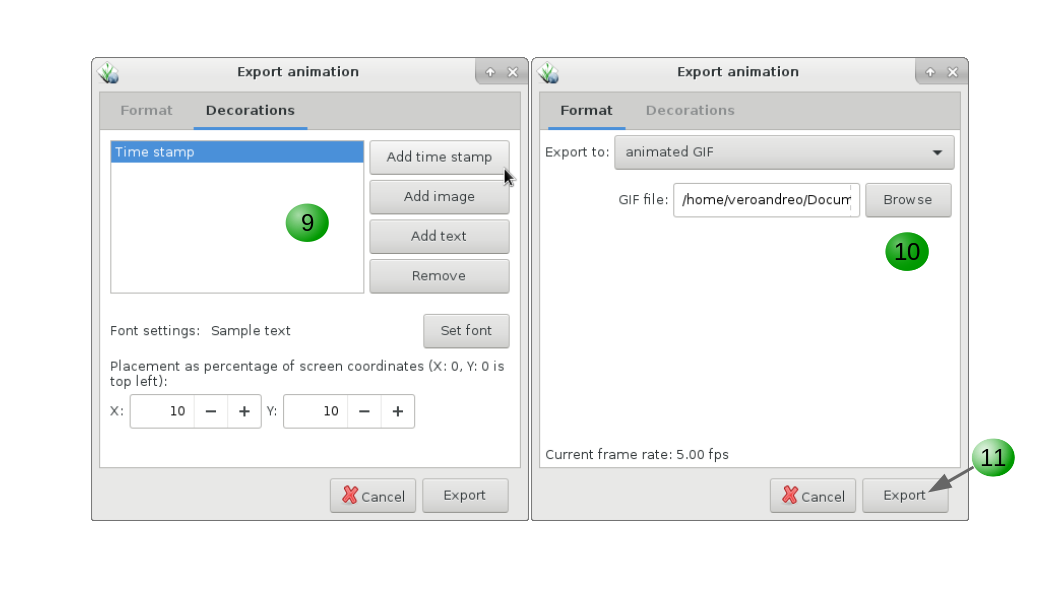 Export animation
Format Decorations
Time stamp
Add time stamp
Add image
Add text
Remove
9
Font settings: Sample text
Set font
Placement as percentage of screen coordinates (X: 0, Y: 0 is
top left):
X: 10 − + Y: 10 − +
Cancel Export
Export animation
Format Decorations
Export to: animated GIF
GIF file: /home/veroandreo/Docum Browse
10
Current frame rate: 5.00 fps
11
Cancel Export